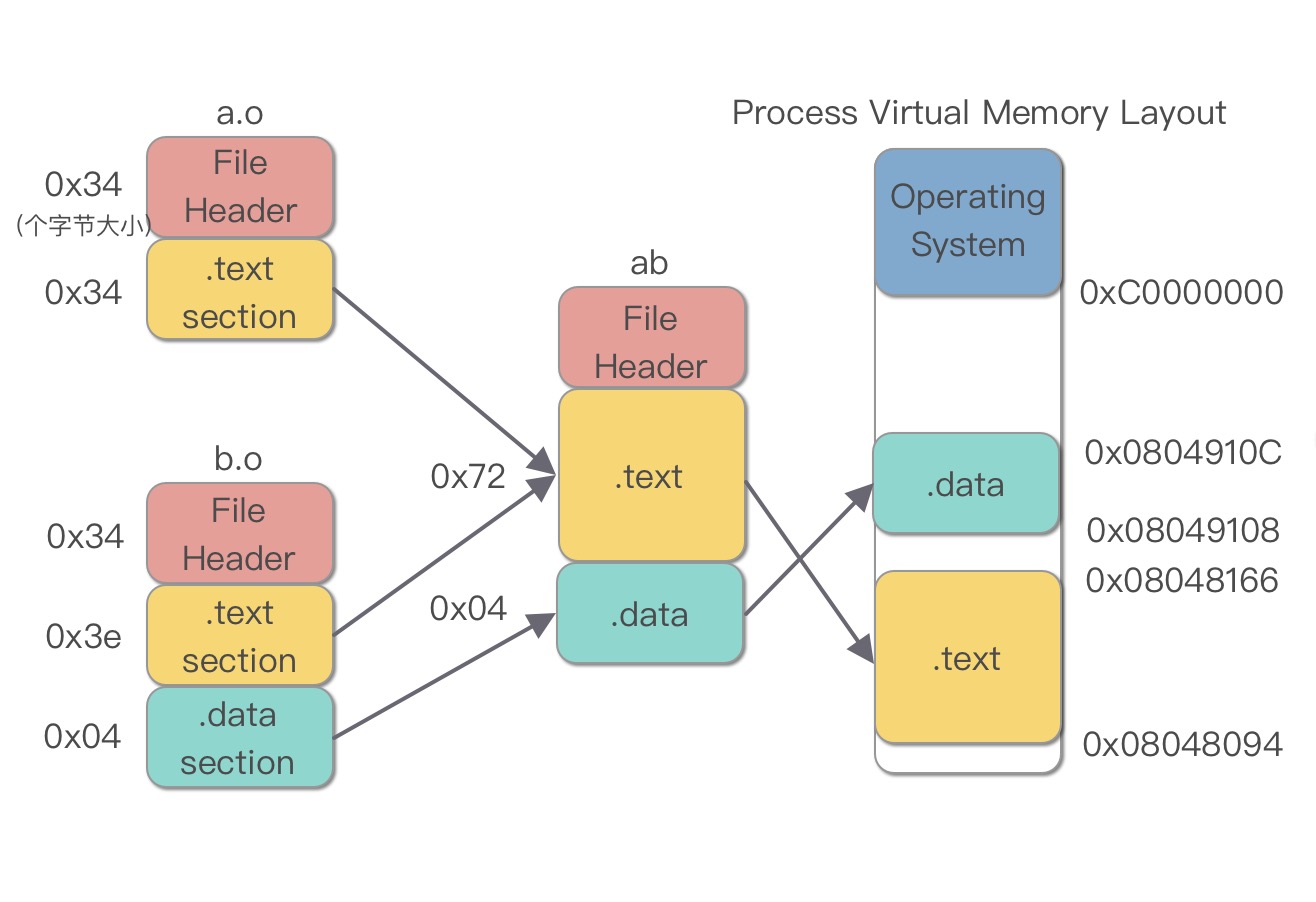 a.o
File
Header
0x34
(个字节大小)
.text
section
0x34
b.o
File
Header
0x34
.text
section
0x3e
.data
section
0x04
ab
File
Header
.text
0x72
.data
0x04
Process Virtual Memory Layout
Operating
System
0xC0000000
.data
0x0804910C
0x08049108
0x08048166
.text
0x08048094